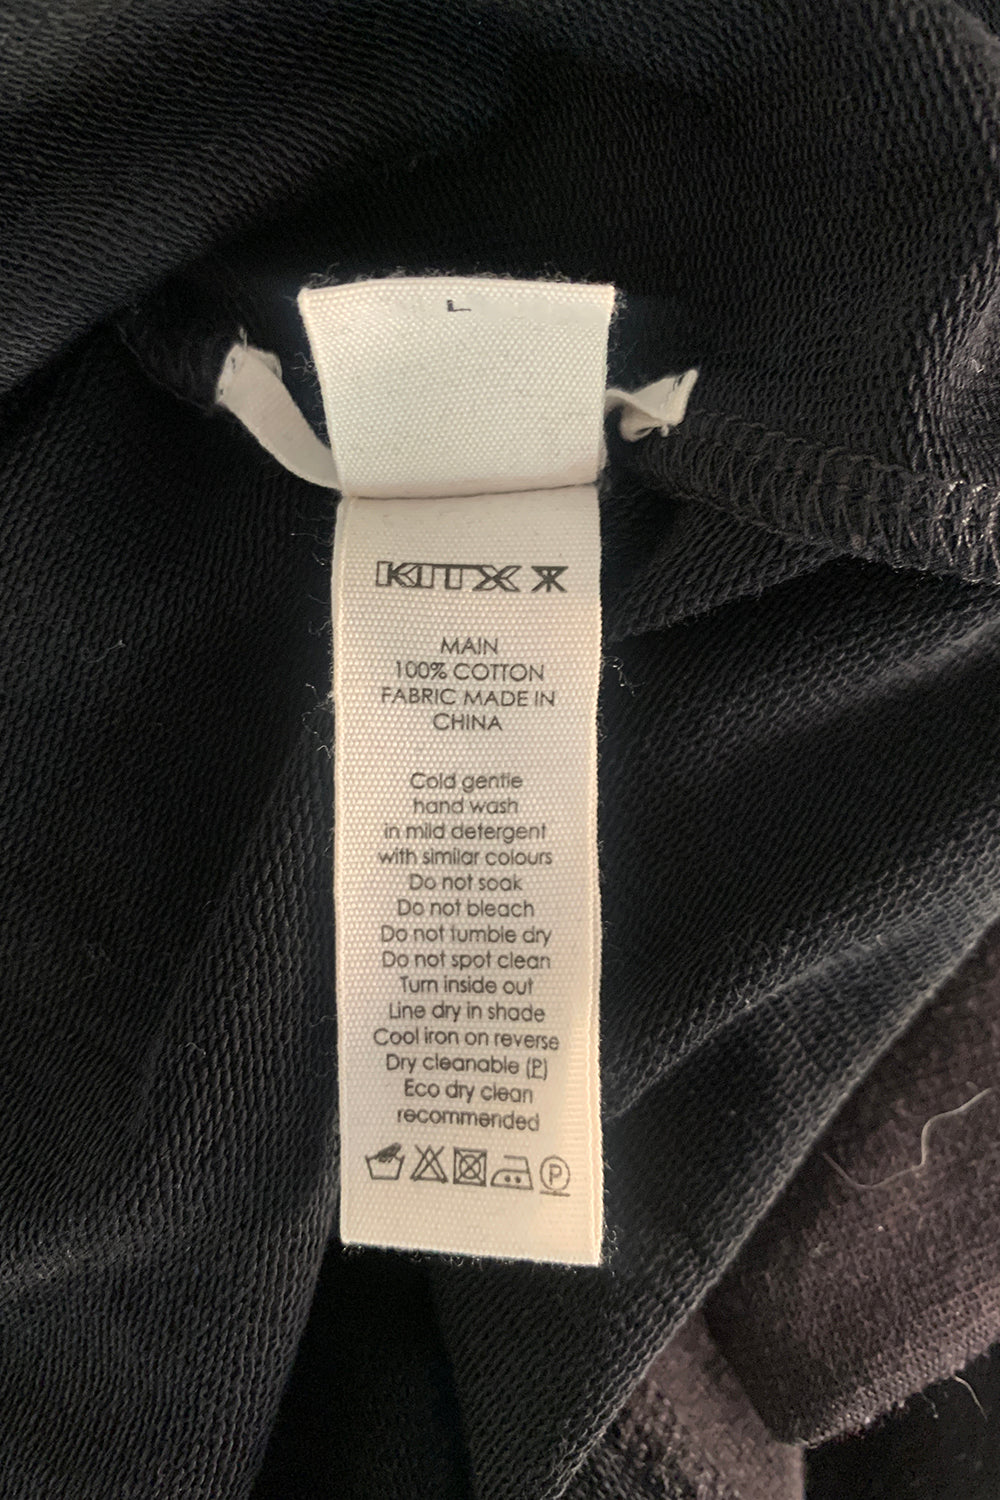 L
KITX
MAIN
100% COTTON
FABRIC MADE IN
CHINA
Cold gentle
hand wash
in mild detergent
with similar colours
Do not soak
Do not bleach
Do not tumble dry
Do not spot clean
Turn inside out
Line dry in shade
Cool iron on reverse
Dry cleanable (P)
Eco dry clean
recommended
P